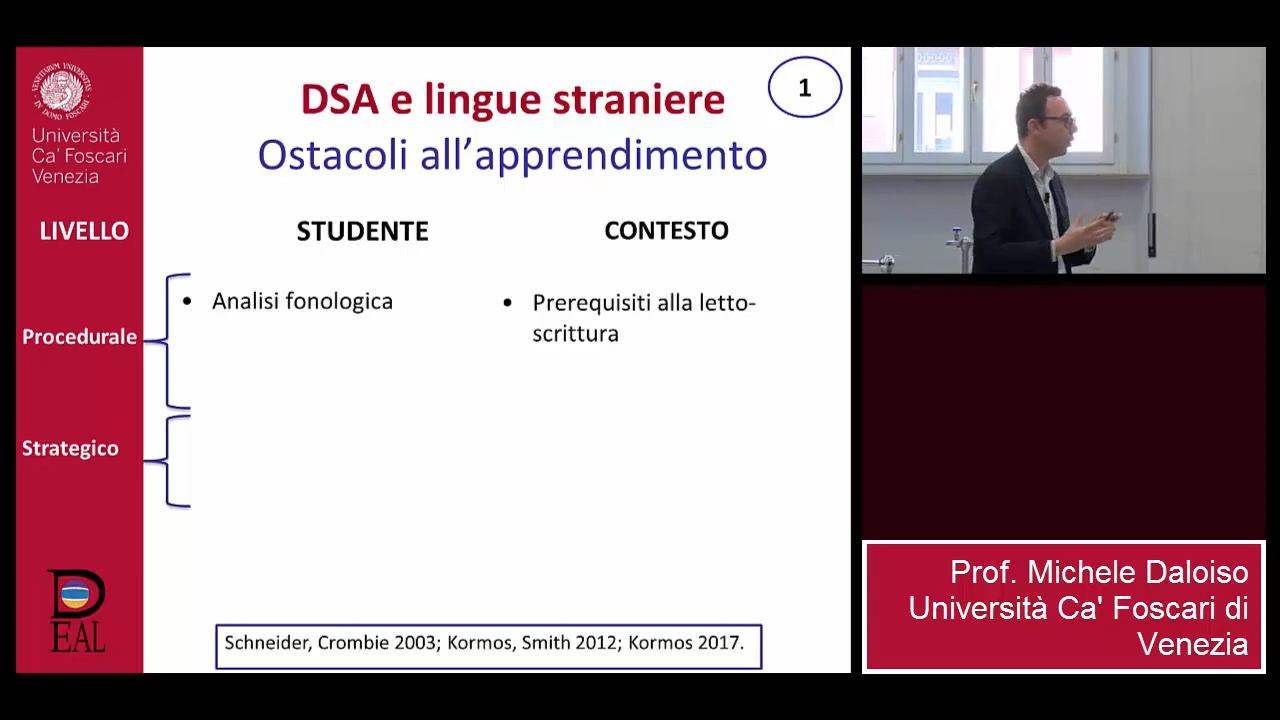 DSA e lingue straniere
1
Ostacoli all'apprendimento
Università
Ca' Foscari
Venezia
LIVELLO
STUDENTE
CONTESTO
• Analisi fonologica
• Prerequisiti alla letto-
scrittura
Procedurale
Strategico
DEAL
Schneider, Crombie 2003; Kormos, Smith 2012; Kormos 2017.
Prof. Michele Daloiso
Università Ca' Foscari di
Venezia